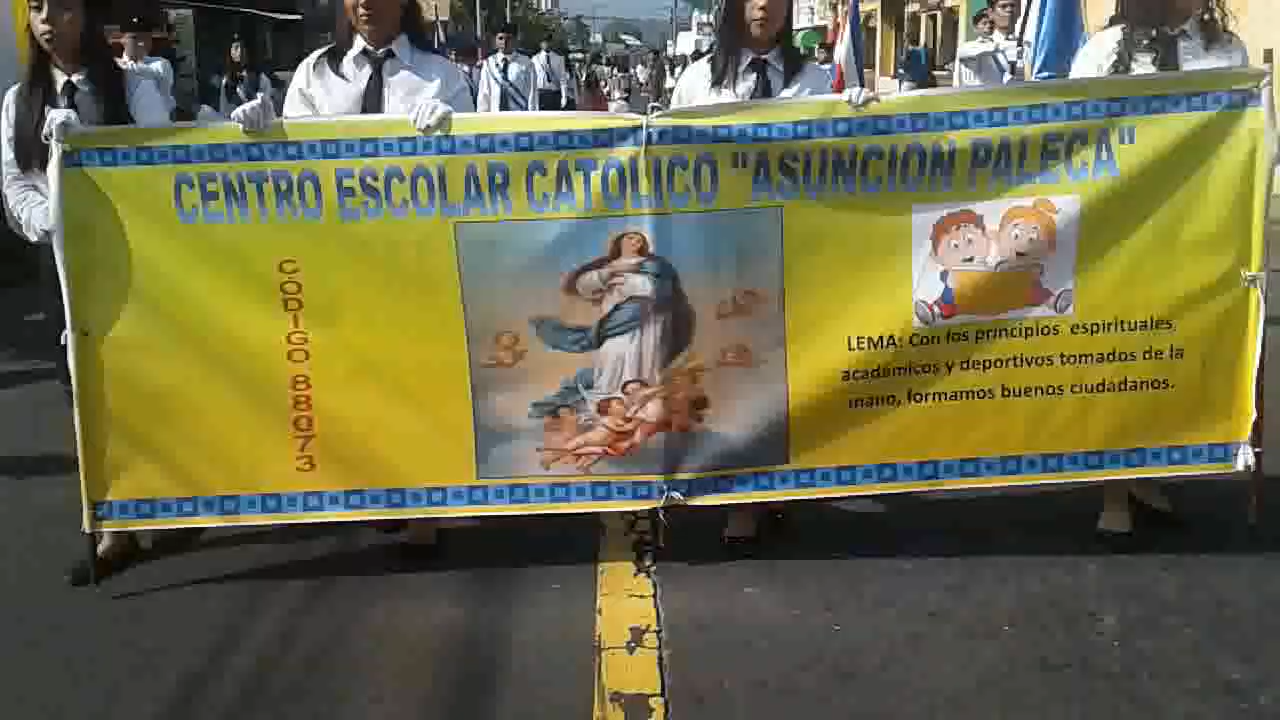 CENTRO ESCOLAR CATOLICO "ASUNCION PALECA"
CODIGO 88073
LEMA: Con los principios espirituales,
académicos y deportivos tomados de la
mano, formamos buenos ciudadanos.